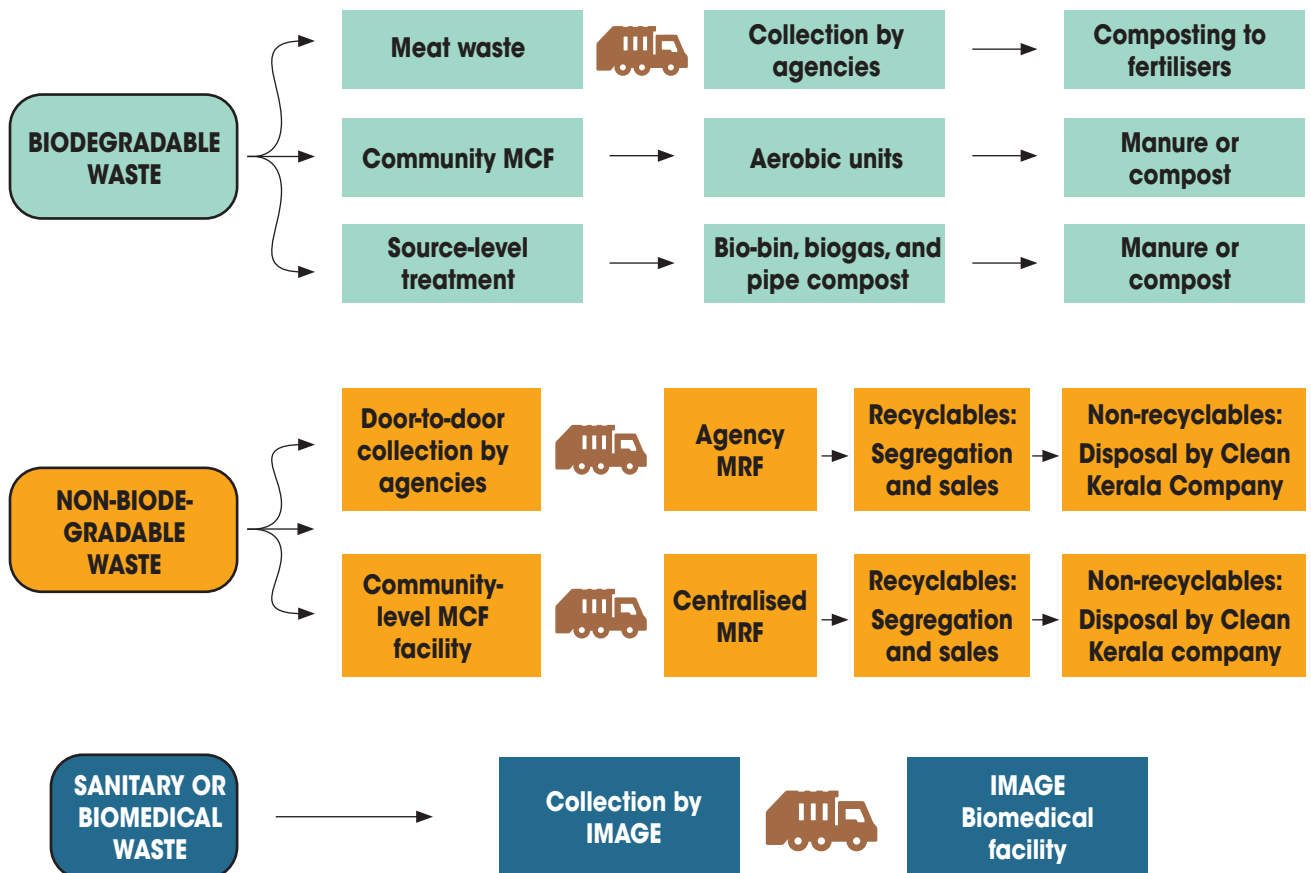 BIODEGRADABLE
WASTE
Meat waste
Collection by
agencies
Composting to
fertilisers
Community MCF
Aerobic units
Manure or
compost
Source-level
treatment
Bio-bin, biogas, and
pipe compost
Manure or
compost
NON-BIODE-
GRADABLE
WASTE
Door-to-door
collection by
agencies
Agency
MRF
Recyclables:
Segregation
and sales
Non-recyclables:
Disposal by Clean
Kerala Company
Community-
level MCF
facility
Centralised
MRF
Recyclables:
Segregation
and sales
Non-recyclables:
Disposal by Clean
Kerala company
SANITARY OR
BIOMEDICAL
WASTE
Collection by
IMAGE
IMAGE
Biomedical
facility